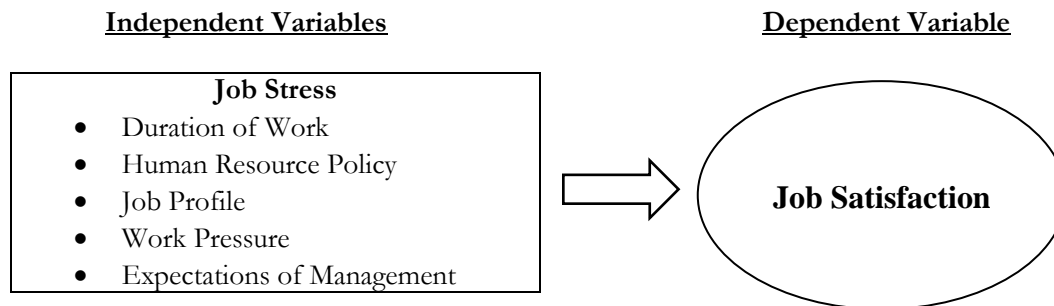 Independent Variables
Dependent Variable
Job Stress
• Duration of Work
• Human Resource Policy
• Job Profile
• Work Pressure
• Expectations of Management
Job Satisfaction